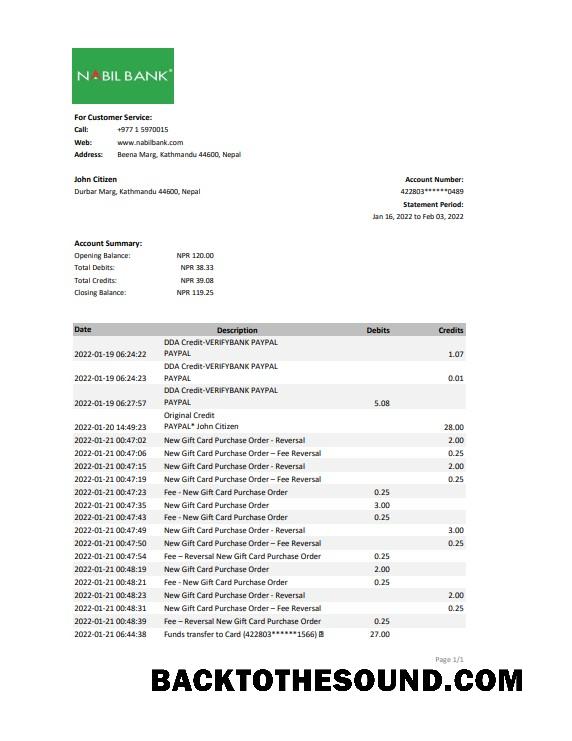 NABIL BANK
For Customer Service:
Call: +977 1 5970015
Web: www.nabilbank.com
Address: Beena Marg, Kathmandu 44600, Nepal
John Citizen Account Number:
Durbar Marg, Kathmandu 44600, Nepal 422803******0489
Statement Period:
Jan 16, 2022 to Feb 03, 2022
Account Summary:
Opening Balance: NPR 120.00
Total Debits: NPR 38.33
Total Credits: NPR 39.08
Closing Balance: NPR 119.25
Date Description Debits Credits
DDA Credit-VERIFYBANK PAYPAL
2022-01-19 06:24:22 PAYPAL 1.07
DDA Credit-VERIFYBANK PAYPAL
2022-01-19 06:24:23 PAYPAL 0.01
DDA Credit-VERIFYBANK PAYPAL
2022-01-19 06:27:57 PAYPAL 5.08
Original Credit
2022-01-20 14:49:23 PAYPAL* John Citizen 28.00
2022-01-21 00:47:02 New Gift Card Purchase Order - Reversal 2.00
2022-01-21 00:47:06 New Gift Card Purchase Order – Fee Reversal 0.25
2022-01-21 00:47:15 New Gift Card Purchase Order - Reversal 2.00
2022-01-21 00:47:19 New Gift Card Purchase Order – Fee Reversal 0.25
2022-01-21 00:47:23 Fee - New Gift Card Purchase Order 0.25
2022-01-21 00:47:35 New Gift Card Purchase Order 3.00
2022-01-21 00:47:43 Fee - New Gift Card Purchase Order 0.25
2022-01-21 00:47:49 New Gift Card Purchase Order - Reversal 3.00
2022-01-21 00:47:50 New Gift Card Purchase Order – Fee Reversal 0.25
2022-01-21 00:47:54 Fee – Reversal New Gift Card Purchase Order 0.25
2022-01-21 00:48:19 New Gift Card Purchase Order 2.00
2022-01-21 00:48:21 Fee - New Gift Card Purchase Order 0.25
2022-01-21 00:48:23 New Gift Card Purchase Order - Reversal 2.00
2022-01-21 00:48:31 New Gift Card Purchase Order – Fee Reversal 0.25
2022-01-21 00:48:39 Fee – Reversal New Gift Card Purchase Order 0.25
2022-01-21 06:44:38 Funds transfer to Card (422803******1566) 27.00
Page 1/1
BACKTOTHESOUND.COM